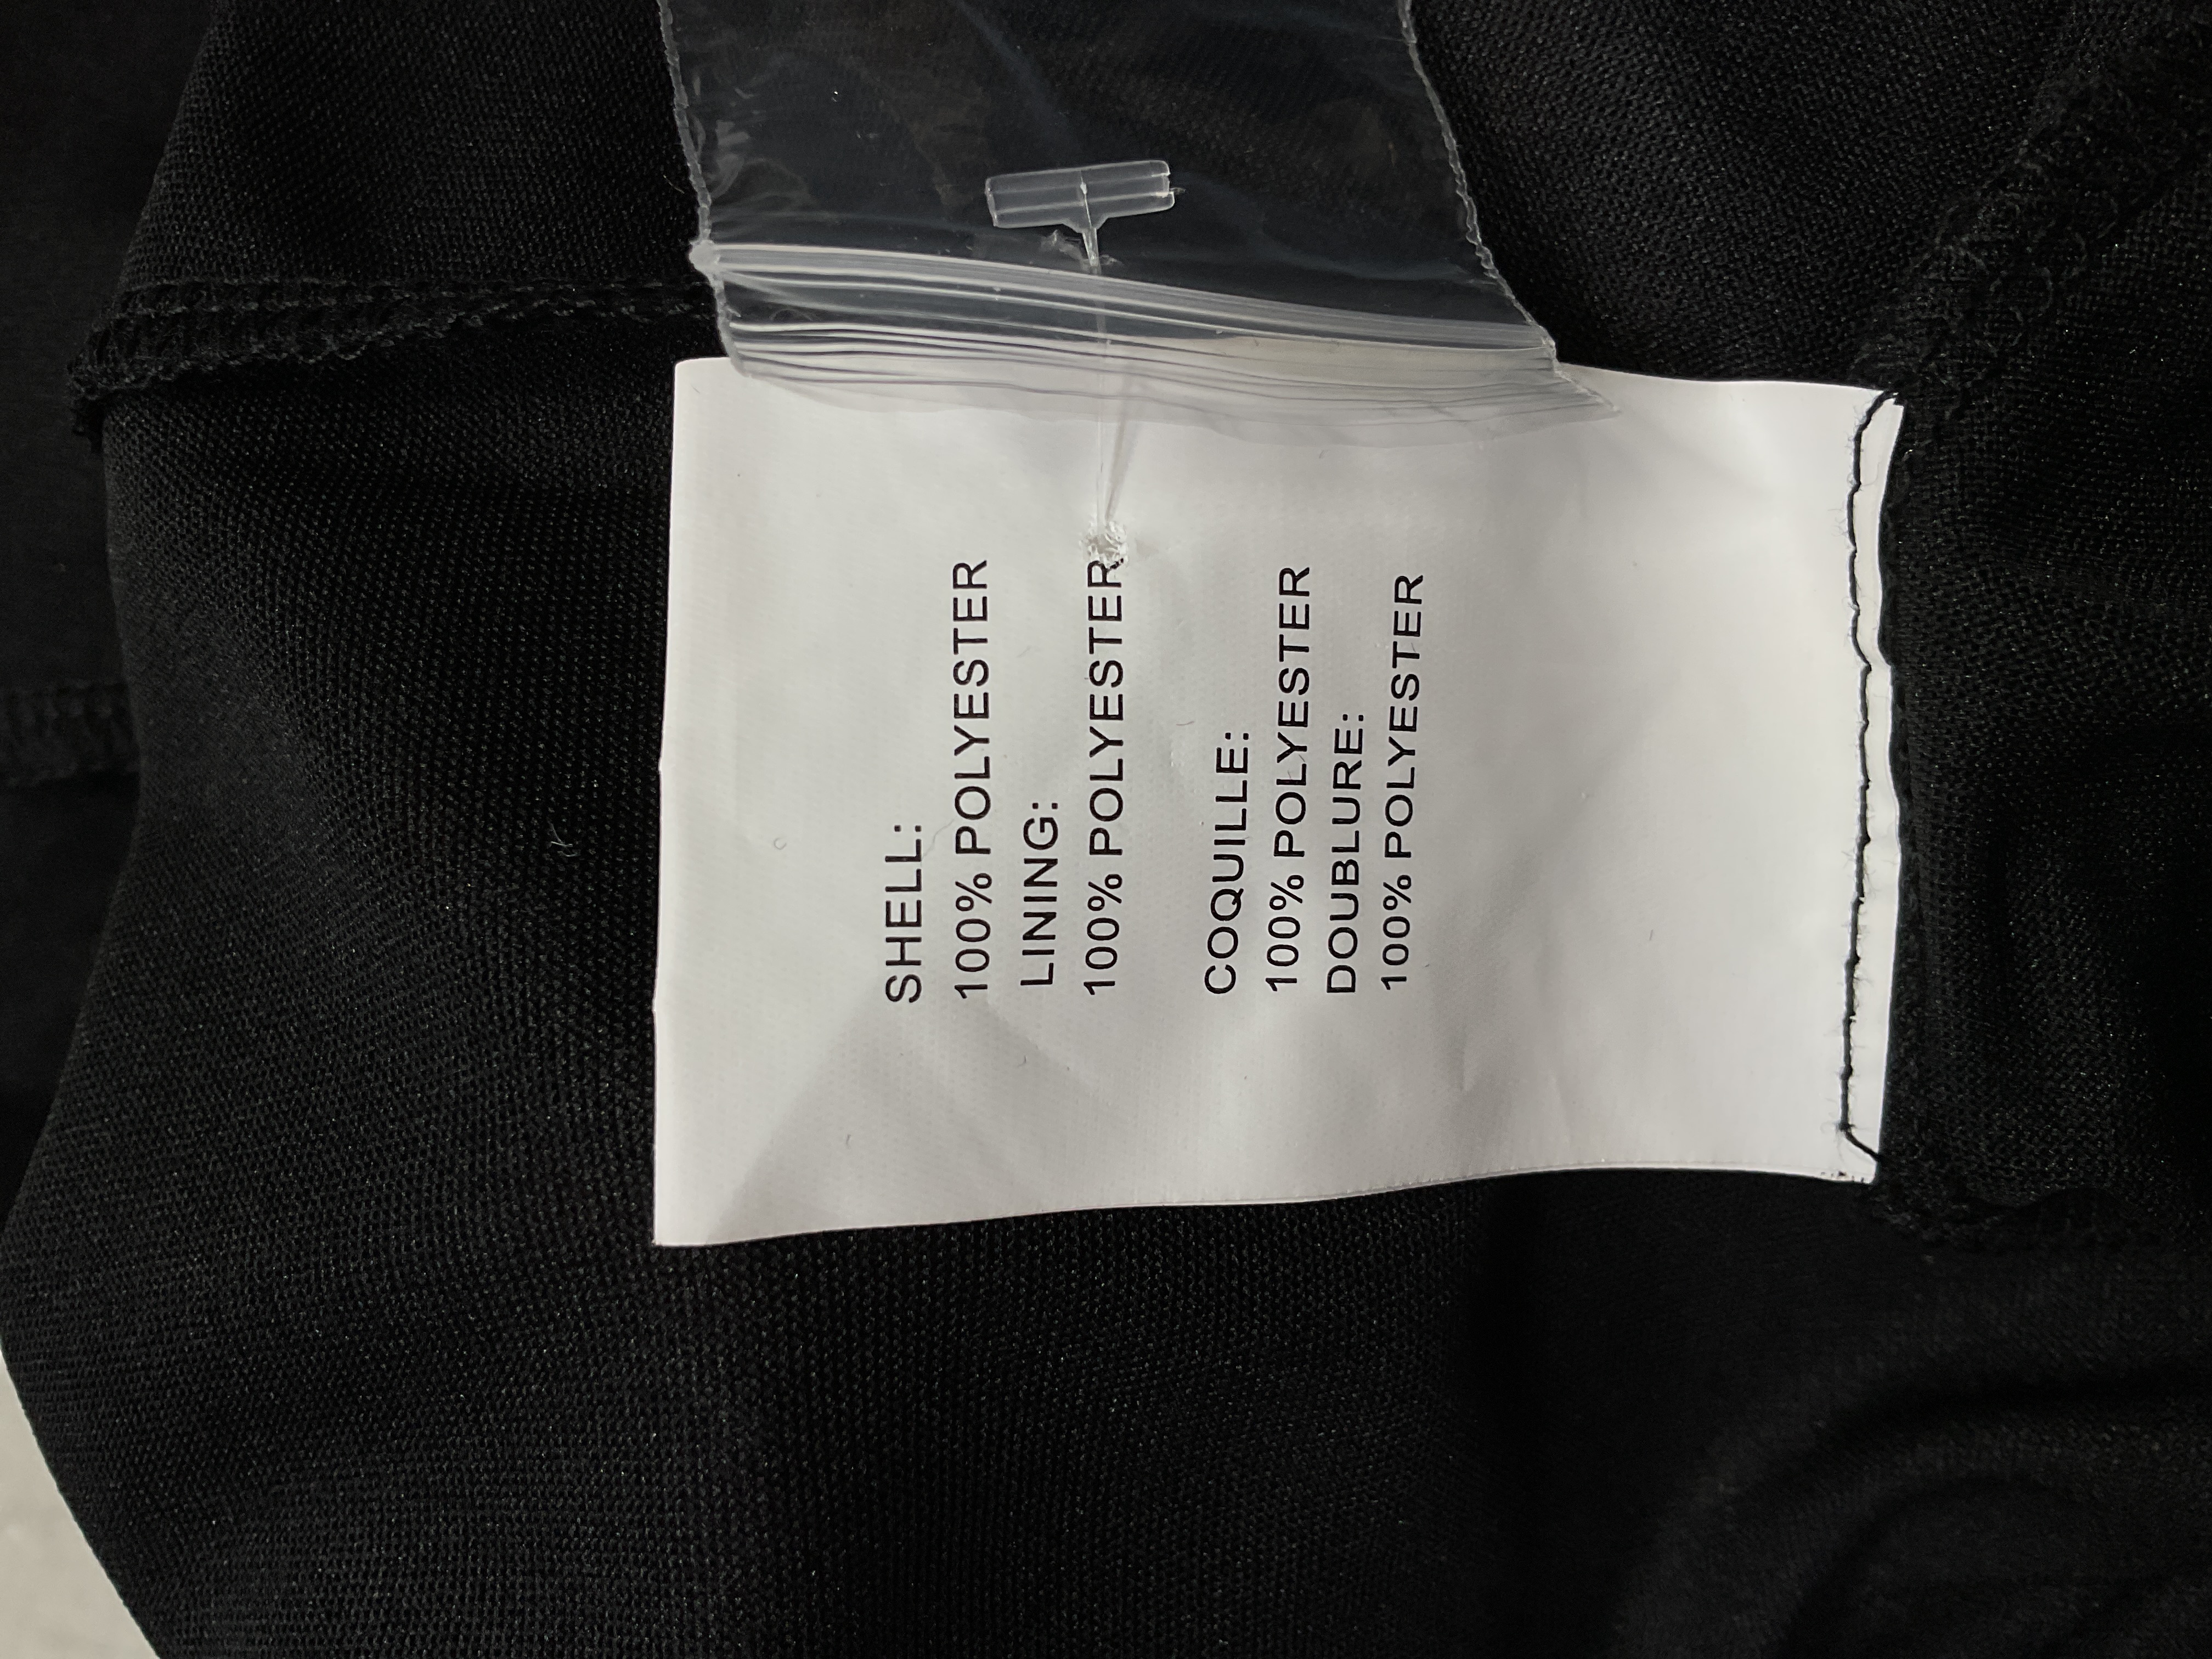 SHELL:
100% POLYESTER
LINING:
100% POLYESTER
COQUILLE:
100% POLYESTER
DOUBLURE:
100% POLYESTER